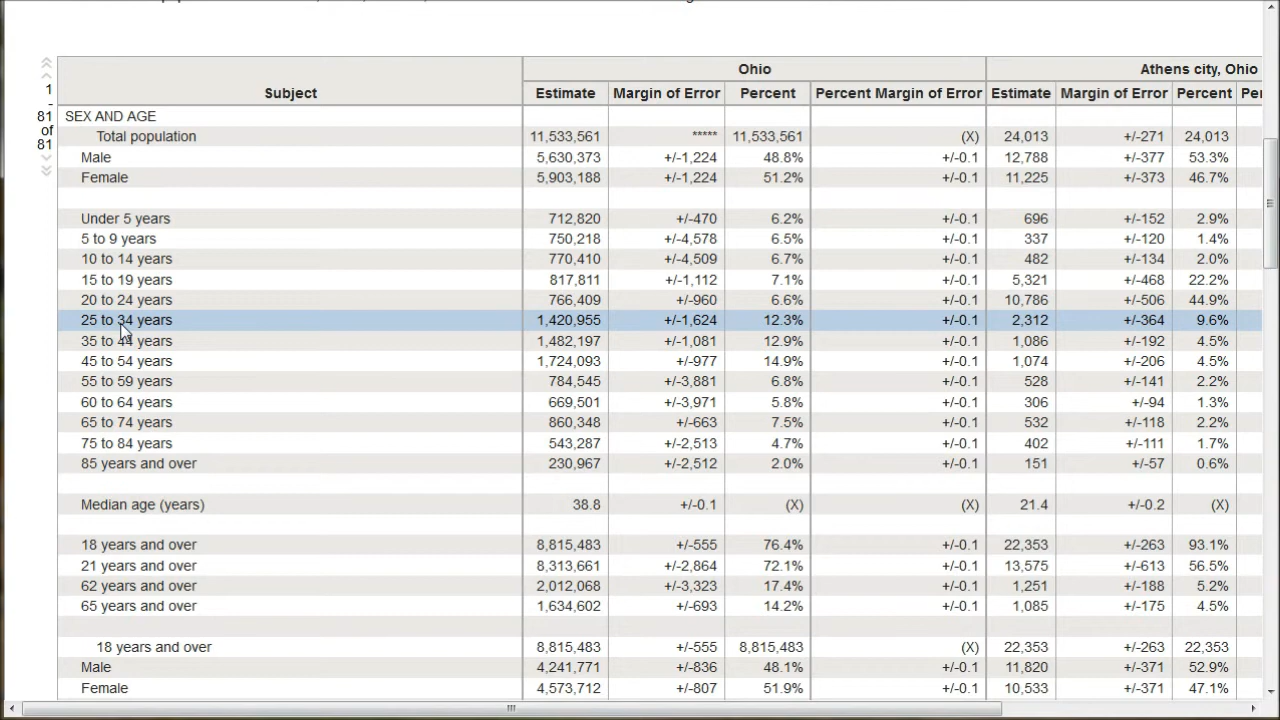 Ohio Athens city, Ohio
Subject Estimate Margin of Error Percent Percent Margin of Error Estimate Margin of Error Percent
1
-
81
of
81
SEX AND AGE
Total population 11,533,561 ***** 11,533,561 (X) 24,013 +/-271 24,013
Male 5,630,373 +/-1,224 48.8% +/-0.1 12,788 +/-377 53.3%
Female 5,903,188 +/-1,224 51.2% +/-0.1 11,225 +/-373 46.7%
Under 5 years 712,820 +/-470 6.2% +/-0.1 696 +/-152 2.9%
5 to 9 years 750,218 +/-4,578 6.5% +/-0.1 337 +/-120 1.4%
10 to 14 years 770,410 +/-4,509 6.7% +/-0.1 482 +/-134 2.0%
15 to 19 years 817,811 +/-1,112 7.1% +/-0.1 5,321 +/-468 22.2%
20 to 24 years 766,409 +/-960 6.6% +/-0.1 10,786 +/-506 44.9%
25 to 34 years 1,420,955 +/-1,624 12.3% +/-0.1 2,312 +/-364 9.6%
35 to 44 years 1,482,197 +/-1,081 12.9% +/-0.1 1,086 +/-192 4.5%
45 to 54 years 1,724,093 +/-977 14.9% +/-0.1 1,074 +/-206 4.5%
55 to 59 years 784,545 +/-3,881 6.8% +/-0.1 528 +/-141 2.2%
60 to 64 years 669,501 +/-3,971 5.8% +/-0.1 306 +/-94 1.3%
65 to 74 years 860,348 +/-663 7.5% +/-0.1 532 +/-118 2.2%
75 to 84 years 543,287 +/-2,513 4.7% +/-0.1 402 +/-111 1.7%
85 years and over 230,967 +/-2,512 2.0% +/-0.1 151 +/-57 0.6%
Median age (years) 38.8 +/-0.1 (X) (X) 21.4 +/-0.2 (X)
18 years and over 8,815,483 +/-555 76.4% +/-0.1 22,353 +/-263 93.1%
21 years and over 8,313,661 +/-2,864 72.1% +/-0.1 13,575 +/-613 56.5%
62 years and over 2,012,068 +/-3,323 17.4% +/-0.1 1,251 +/-188 5.2%
65 years and over 1,634,602 +/-693 14.2% +/-0.1 1,085 +/-175 4.5%
18 years and over 8,815,483 +/-555 8,815,483 (X) 22,353 +/-263 22,353
Male 4,241,771 +/-836 48.1% +/-0.1 11,820 +/-371 52.9%
Female 4,573,712 +/-807 51.9% +/-0.1 10,533 +/-371 47.1%